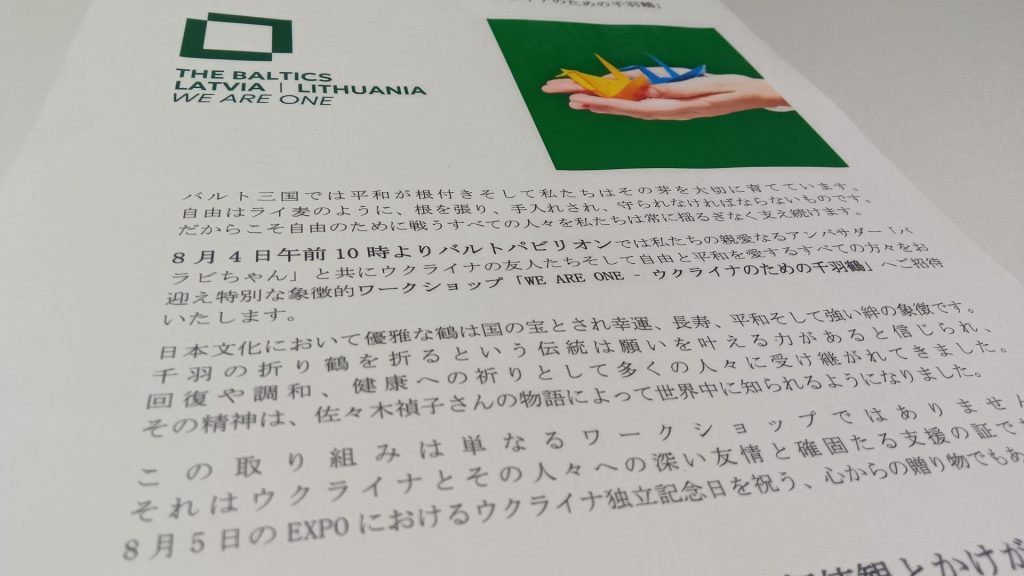 イナのための千羽鶴」
THE BALTICS
LATVIA | LITHUANIA
WE ARE ONE
バルト三国では平和が根付きそして私たちはその芽を大切に育てています。
自由はライ麦のように、根を張り、手入れされ、守られなければならないものです。
だからこそ自由のために戦うすべての人々を私たちは常に揺るぎなく支え続けます。
8月4日午前10時よりバルトパビリオンでは私たちの親愛なるアンバサダー「バ
ラビちゃん」と共にウクライナの友人たちそして自由と平和を愛するすべての方々をお
迎え特別な象徴的ワークショップ「WE ARE ONE - ウクライナのための千羽鶴」へご招待
いたします。
日本文化において優雅な鶴は国の宝とされ幸運、長寿、平和そして強い絆の象徴です。
千羽の折り鶴を折るという伝統は願いを叶える力があると信じられ、
回復や調和、健康への祈りとして多くの人々に受け継がれてきました。
その精神は、佐々木禎子さんの物語によって世界中に知られるようになりました。
この取り組みは単なるワークショップではありません
それはウクライナとその人々への深い友情と確固たる支援の証で
8月5日のEXPOにおけるウクライナ独立記念日を祝う、心からの贈り物でもあ
観とかけが